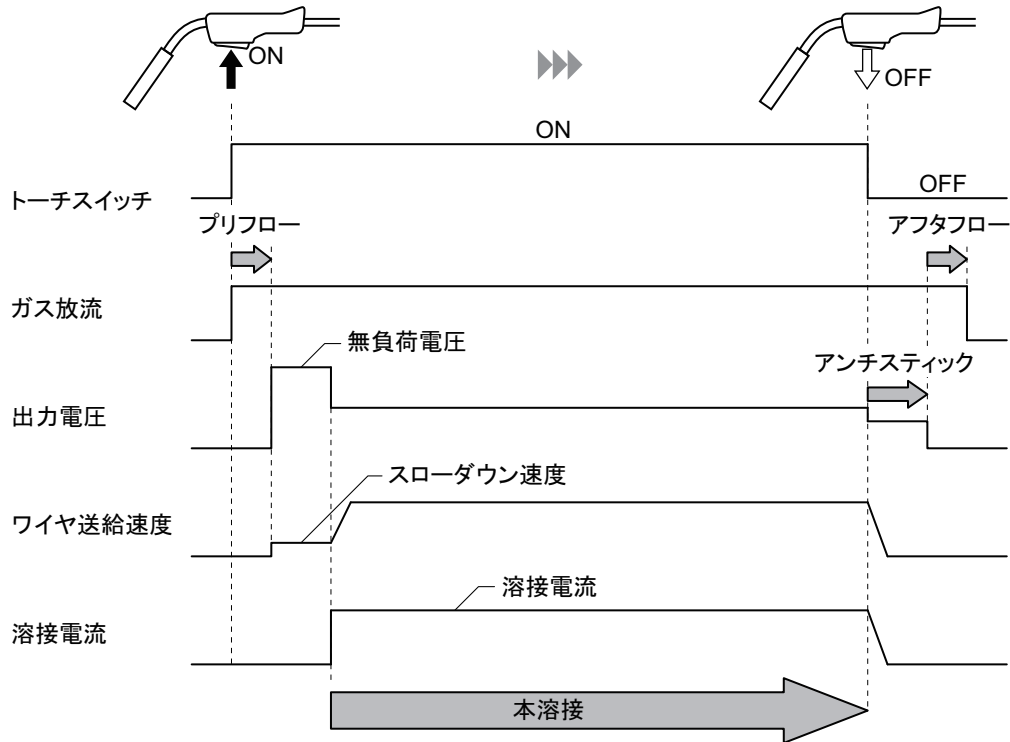 ON
OFF
ON
トーチスイッチ
OFF
プリフロー
アフタフロー
ガス放流
無負荷電圧
アンチスティック
出力電圧
スローダウン速度
ワイヤ送給速度
溶接電流
溶接電流
本溶接